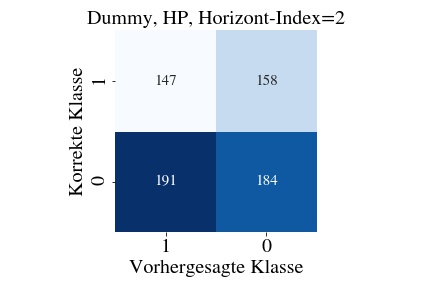 Dummy, HP, Horizont-Index=2
Korrekte Klasse
1
147
158
0
191
184
1
0
Vorhergesagte Klasse